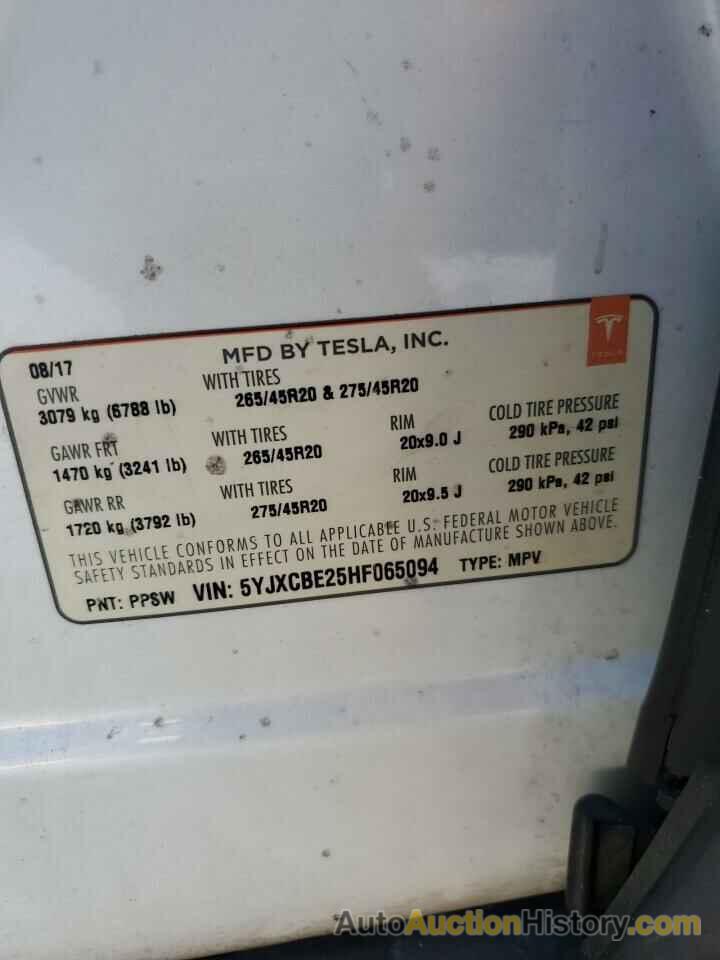 MFD BY TESLA, INC.
TESLA
08/17
GVWR
3079 kg (6788 lb)
WITH TIRES
265/45R20 & 275/45R20
GAWR FRT
1470 kg (3241 lb)
WITH TIRES
265/45R20
RIM
20x9.0 J
COLD TIRE PRESSURE
290 kPa, 42 psi
GAWR RR
1720 kg (3792 lb)
WITH TIRES
275/45R20
RIM
20x9.5 J
COLD TIRE PRESSURE
290 kPa, 42 psi
THIS VEHICLE CONFORMS TO ALL APPLICABLE U.S. FEDERAL MOTOR VEHICLE
SAFETY STANDARDS IN EFFECT ON THE DATE OF MANUFACTURE SHOWN ABOVE.
PNT: PPSW VIN: 5YJXCBE25HF065094 TYPE: MPV
AutoAuctionHistory.com